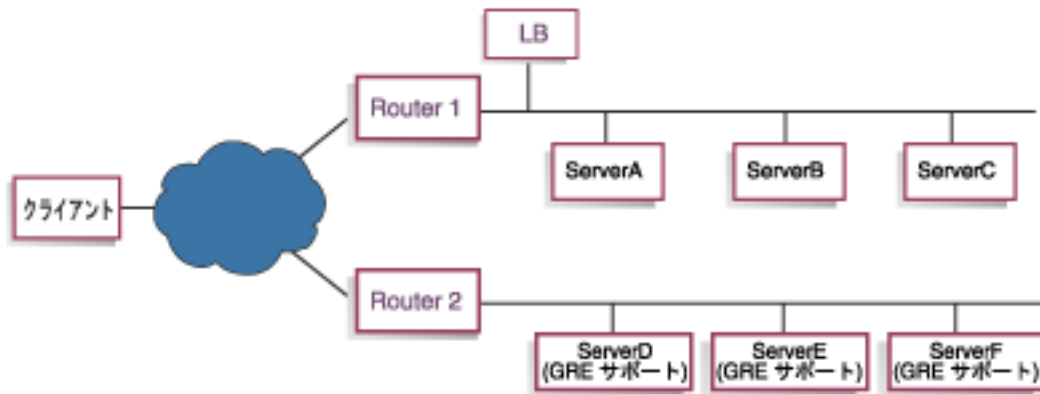 LB
Router 1
ServerA
ServerB
ServerC
クライアント
Router 2
ServerD
(GRE サポート)
ServerE
(GRE サポート)
ServerF
(GRE サポート)